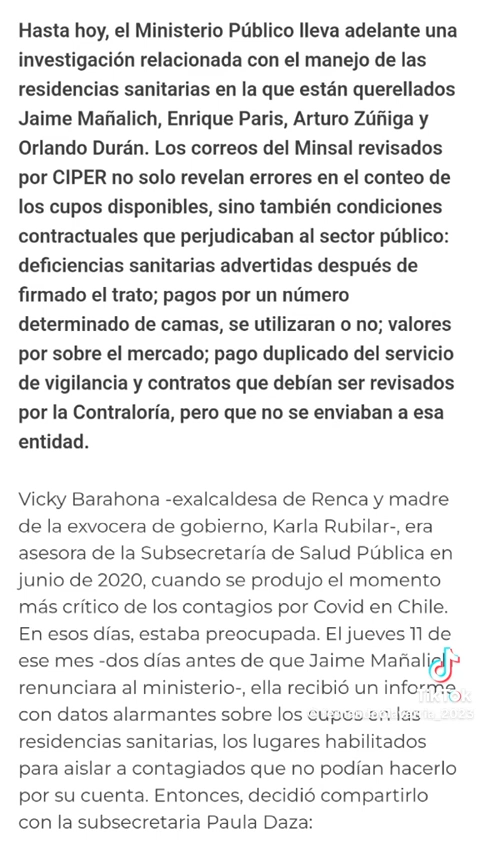 Hasta hoy, el Ministerio Público lleva adelante una
investigación relacionada con el manejo de las
residencias sanitarias en la que están querellados
Jaime Mañalich, Enrique Paris, Arturo Zúñiga y
Orlando Durán. Los correos del Minsal revisados
por CIPER no solo revelan errores en el conteo de
los cupos disponibles, sino también condiciones
contractuales que perjudicaban al sector público:
deficiencias sanitarias advertidas después de
firmado el trato; pagos por un número
determinado de camas, se utilizaran o no; valores
por sobre el mercado; pago duplicado del servicio
de vigilancia y contratos que debían ser revisados
por la Contraloría, pero que no se enviaban a esa
entidad.
Vicky Barahona -exalcaldesa de Renca y madre
de la exvocera de gobierno, Karla Rubilar-, era
asesora de la Subsecretaría de Salud Pública en
junio de 2020, cuando se produjo el momento
más crítico de los contagios por Covid en Chile.
En esos días, estaba preocupada. El jueves 11 de
ese mes -dos días antes de que Jaime Mañalich
renunciara al ministerio-, ella recibió un informe
TikTok
con datos alarmantes sobre los cupos en las
residencias sanitarias, los lugares habilitados
para aislar a contagiados que no podían hacerlo
por su cuenta. Entonces, decidió compartirlo
con la subsecretaria Paula Daza: